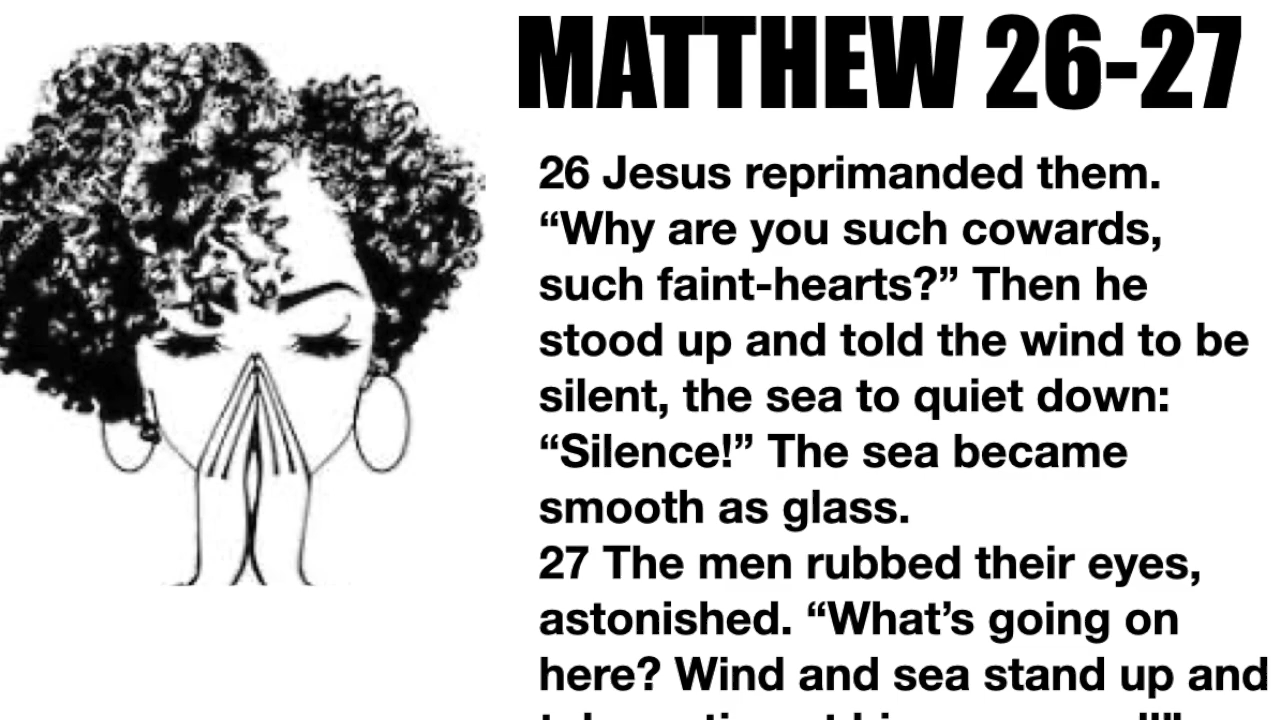 MATTHEW 26-27
26 Jesus reprimanded them.
“Why are you such cowards,
such faint-hearts?” Then he
stood up and told the wind to be
silent, the sea to quiet down:
“Silence!” The sea became
smooth as glass.
27 The men rubbed their eyes,
astonished. “What’s going on
here? Wind and sea stand up and